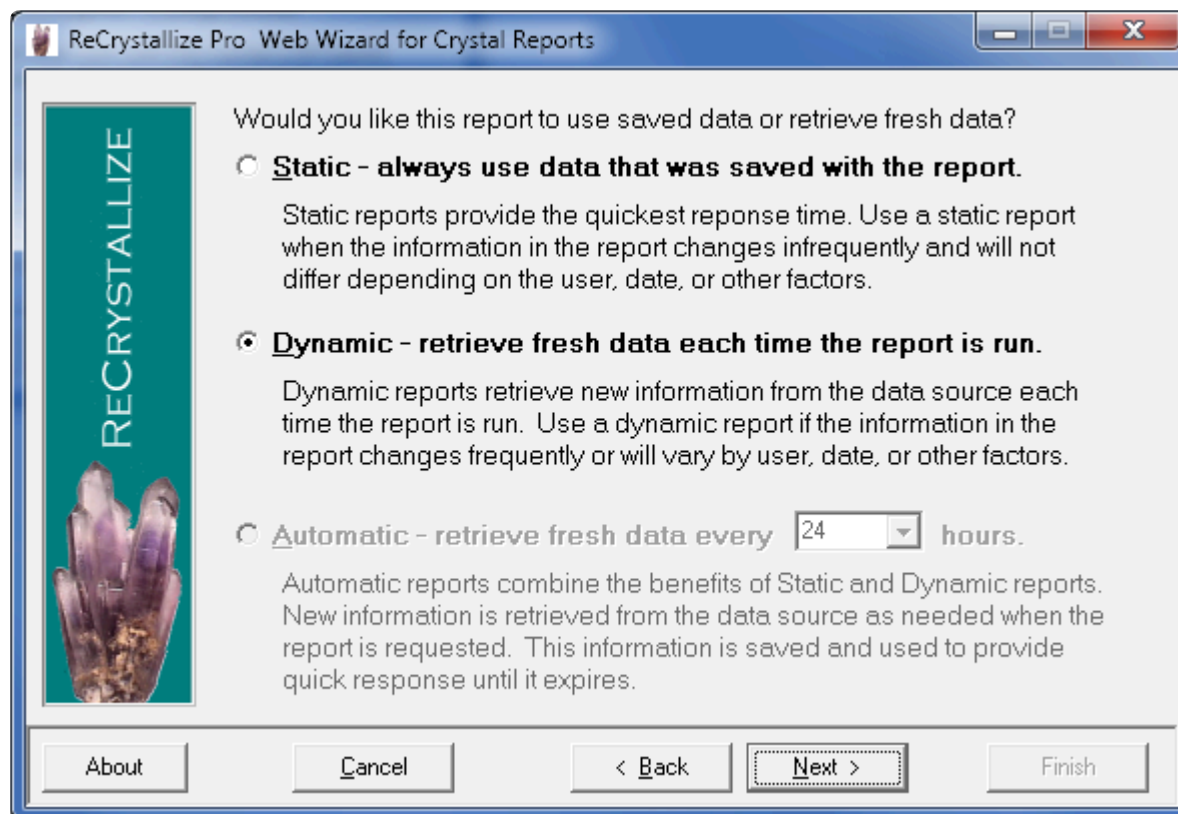 ReCrystallize Pro Web Wizard for Crystal Reports
RECRYSTALLIZE
Would you like this report to use saved data or retrieve fresh data?
Static - always use data that was saved with the report.
Static reports provide the quickest reponse time. Use a static report
when the information in the report changes infrequently and will not
differ depending on the user, date, or other factors.
Dynamic - retrieve fresh data each time the report is run.
Dynamic reports retrieve new information from the data source each
time the report is run. Use a dynamic report if the information in the
report changes frequently or will vary by user, date, or other factors.
Automatic - retrieve fresh data every 24 hours.
Automatic reports combine the benefits of Static and Dynamic reports.
New information is retrieved from the data source as needed when the
report is requested. This information is saved and used to provide
quick response until it expires.
About Cancel < Back Next > Finish